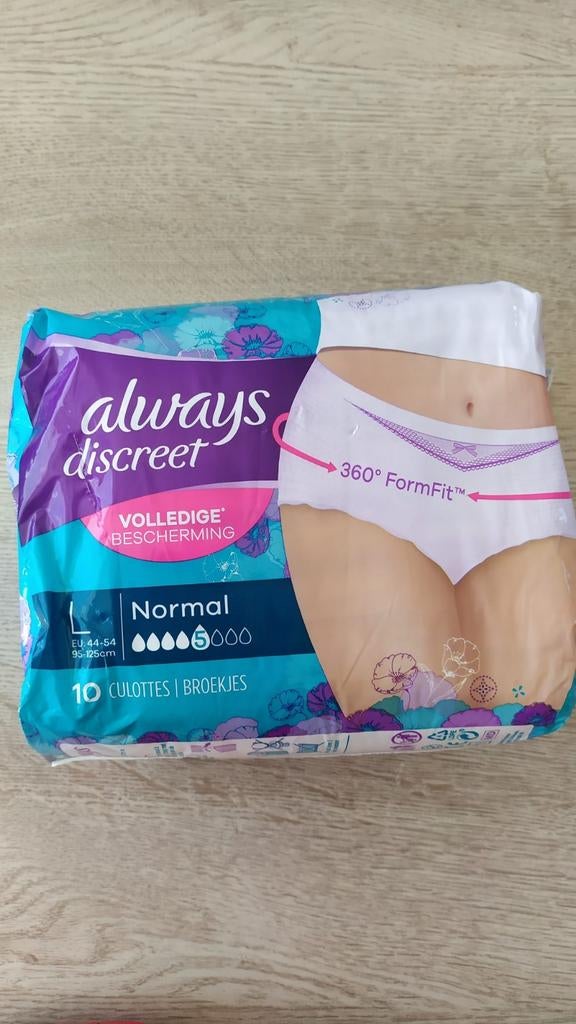 always
discreet
VOLLEDIGE*
BESCHERMING
360° FormFit™
L
EU: 44-54
95-125cm
Normal
5
10 CULOTTES | BROEKJES